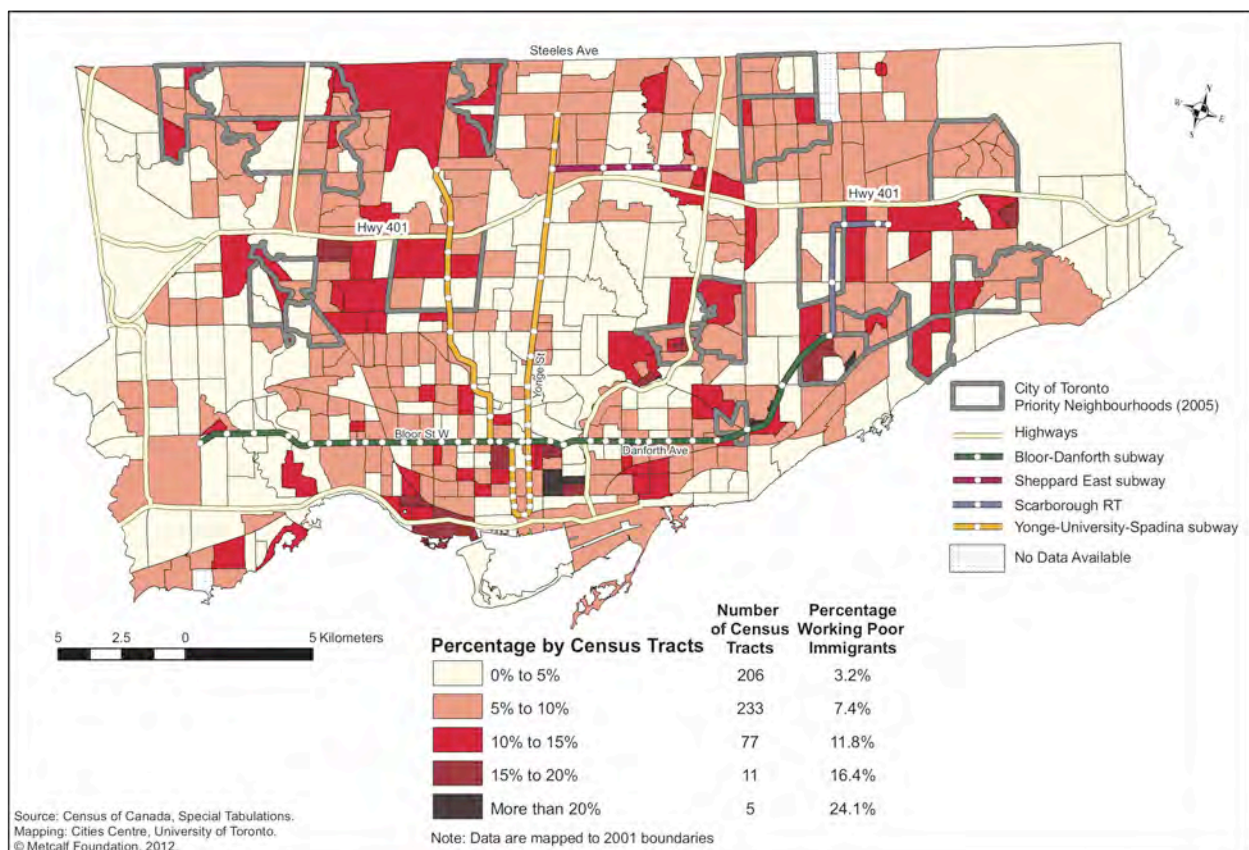 Steeles Ave
N
W
E
S
Hwy 401
Hwy 401
Yonge St
Bloor St W
Danforth Ave
City of Toronto
Priority Neighbourhoods (2005)
Highways
Bloor-Danforth subway
Sheppard East subway
Scarborough RT
Yonge-University-Spadina subway
No Data Available
5 2.5 0 5 Kilometers
Percentage by Census Tracts Number of Census Tracts Percentage Working Poor Immigrants
0% to 5% 206 3.2%
5% to 10% 233 7.4%
10% to 15% 77 11.8%
15% to 20% 11 16.4%
More than 20% 5 24.1%
Note: Data are mapped to 2001 boundaries
Source: Census of Canada, Special Tabulations.
Mapping: Cities Centre, University of Toronto.
© Metcalf Foundation, 2012.